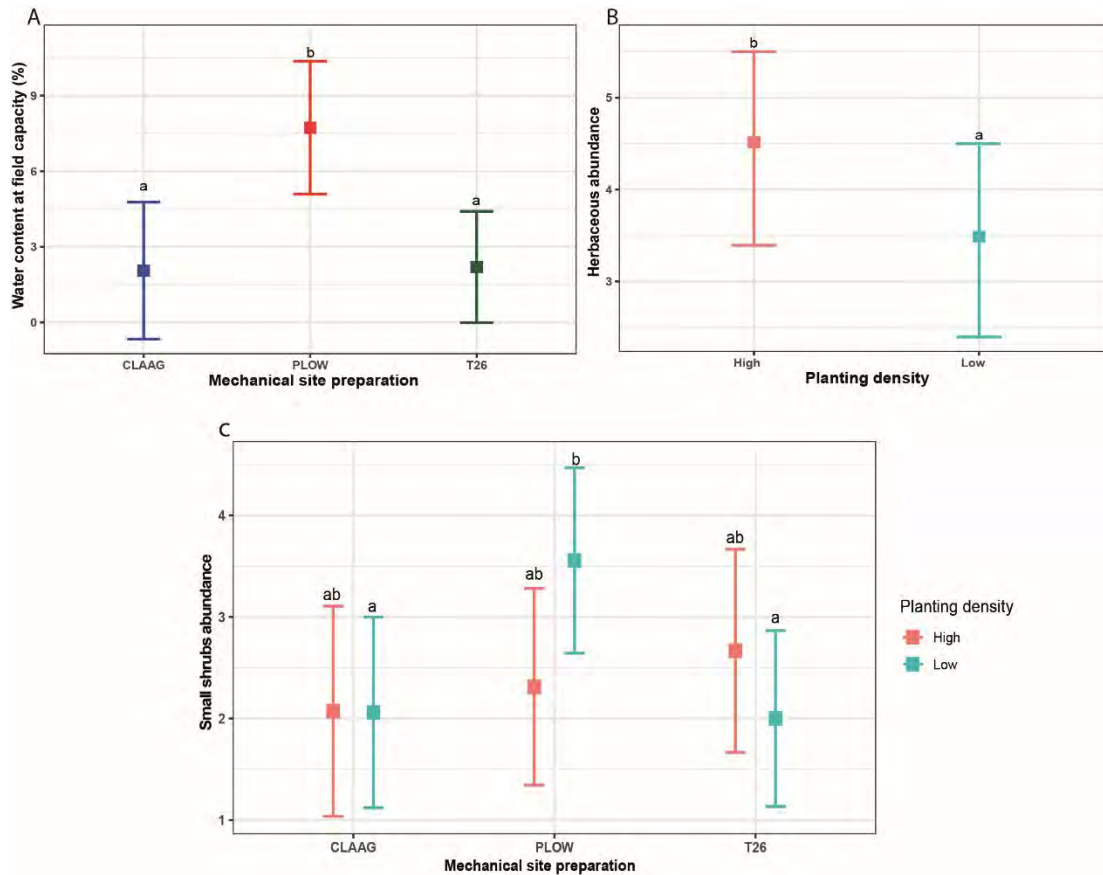 A
Water content at field capacity (%)
9
6
3
0
a
b
a
CLAAG
PLOW
T26
Mechanical site preparation
B
Herbaceous abundance
5
4
3
b
a
High
Low
Planting density
C
Small shrubs abundance
4
3
2
1
ab
a
ab
b
ab
a
CLAAG
PLOW
T26
Mechanical site preparation
Planting density
High
Low